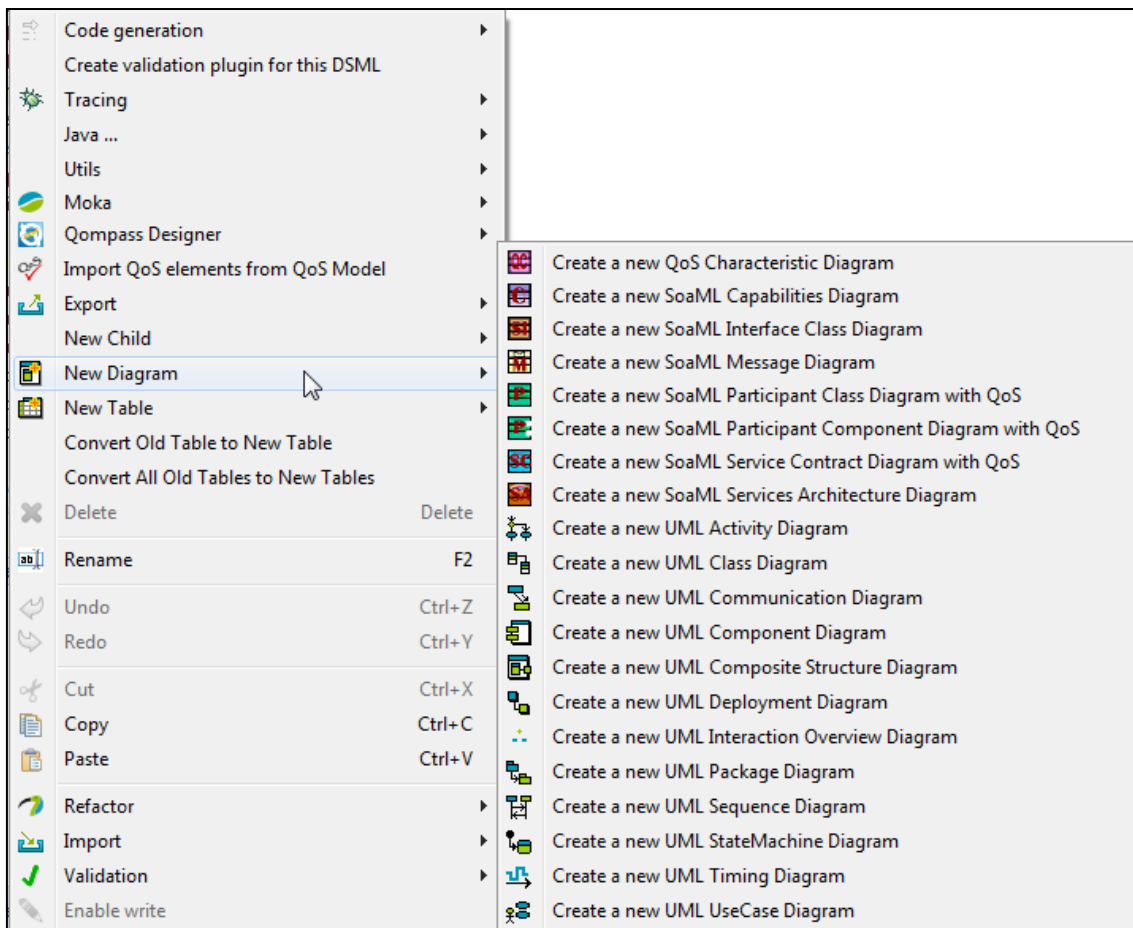 Code generation
Create validation plugin for this DSML
Tracing
Java ...
Utils
Moka
Qompass Designer
Import QoS elements from QoS Model
Export
New Child
New Diagram
New Table
Convert Old Table to New Table
Convert All Old Tables to New Tables
Delete Delete
Rename F2
Undo Ctrl+Z
Redo Ctrl+Y
Cut Ctrl+X
Copy Ctrl+C
Paste Ctrl+V
Refactor
Import
Validation
Enable write
Create a new QoS Characteristic Diagram
Create a new SoaML Capabilities Diagram
Create a new SoaML Interface Class Diagram
Create a new SoaML Message Diagram
Create a new SoaML Participant Class Diagram with QoS
Create a new SoaML Participant Component Diagram with QoS
Create a new SoaML Service Contract Diagram with QoS
Create a new SoaML Services Architecture Diagram
Create a new UML Activity Diagram
Create a new UML Class Diagram
Create a new UML Communication Diagram
Create a new UML Component Diagram
Create a new UML Composite Structure Diagram
Create a new UML Deployment Diagram
Create a new UML Interaction Overview Diagram
Create a new UML Package Diagram
Create a new UML Sequence Diagram
Create a new UML StateMachine Diagram
Create a new UML Timing Diagram
Create a new UML UseCase Diagram